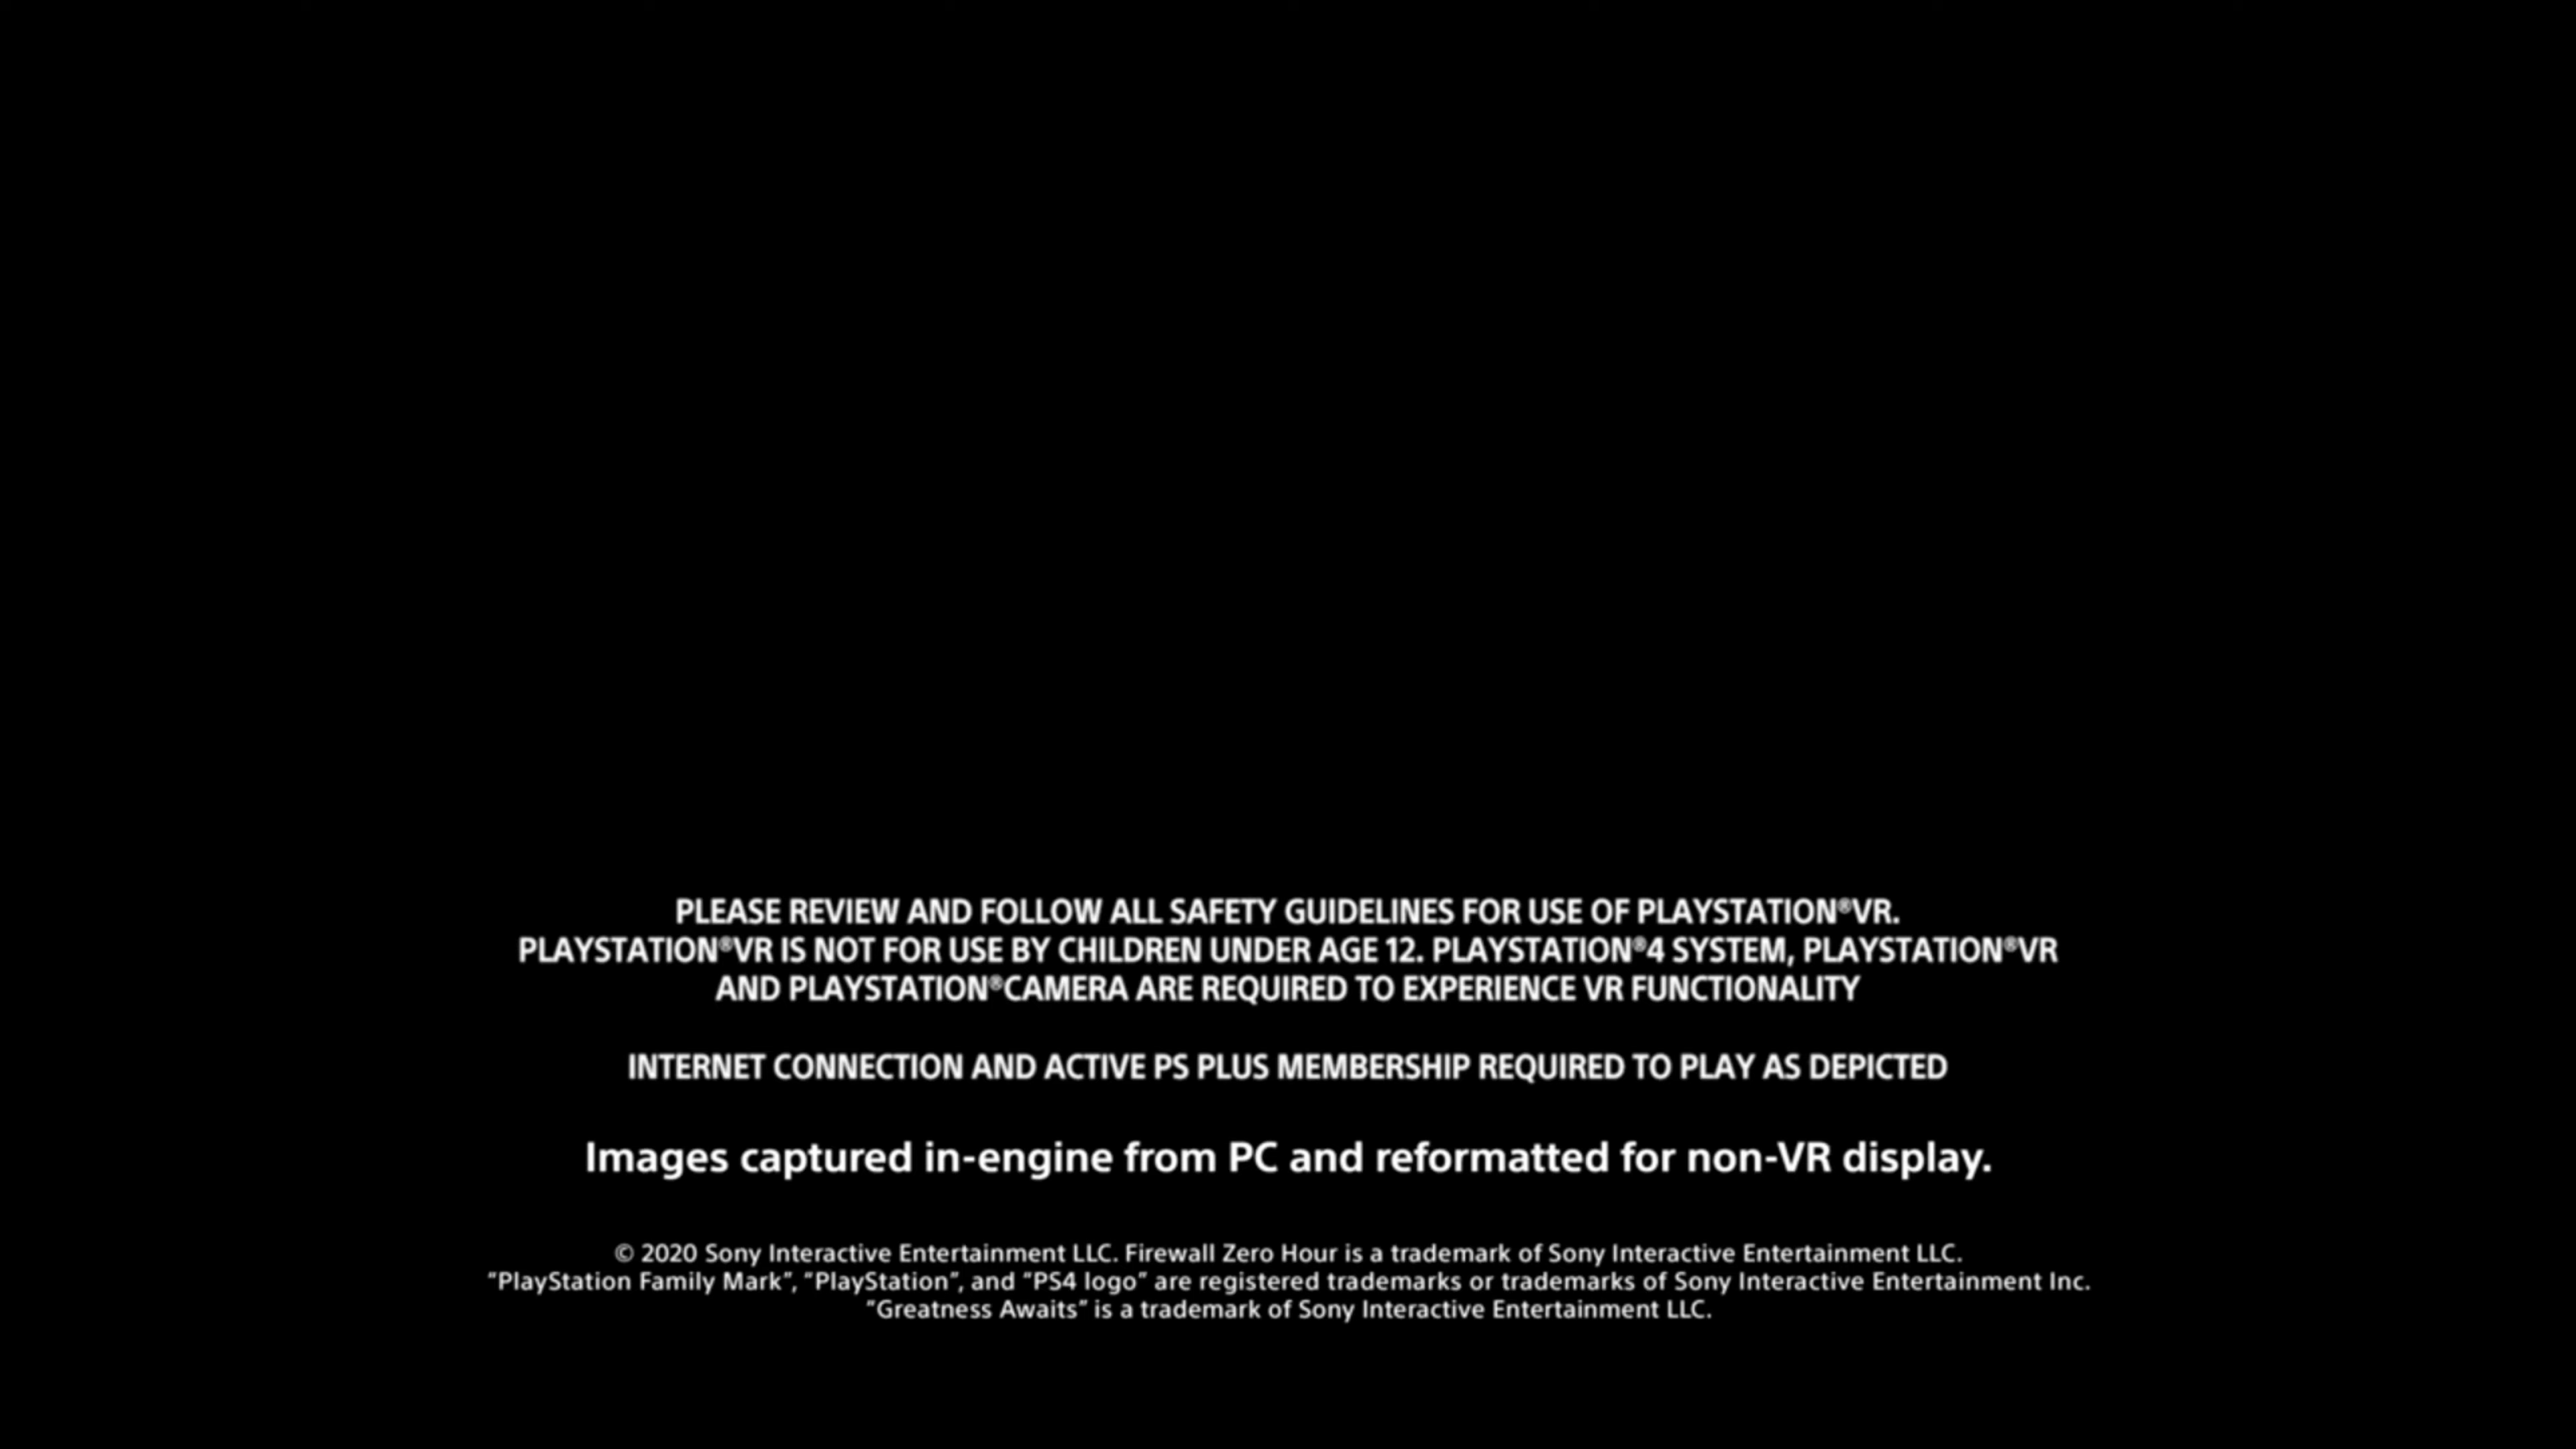 PLEASE REVIEW AND FOLLOW ALL SAFETY GUIDELINES FOR USE OF PLAYSTATION®VR.
PLAYSTATION®VR IS NOT FOR USE BY CHILDREN UNDER AGE 12. PLAYSTATION®4 SYSTEM, PLAYSTATION®VR
AND PLAYSTATION®CAMERA ARE REQUIRED TO EXPERIENCE VR FUNCTIONALITY
INTERNET CONNECTION AND ACTIVE PS PLUS MEMBERSHIP REQUIRED TO PLAY AS DEPICTED
Images captured in-engine from PC and reformatted for non-VR display.
© 2020 Sony Interactive Entertainment LLC. Firewall Zero Hour is a trademark of Sony Interactive Entertainment LLC.
“PlayStation Family Mark”, “PlayStation”, and “PS4 logo” are registered trademarks or trademarks of Sony Interactive Entertainment Inc.
“Greatness Awaits” is a trademark of Sony Interactive Entertainment LLC.